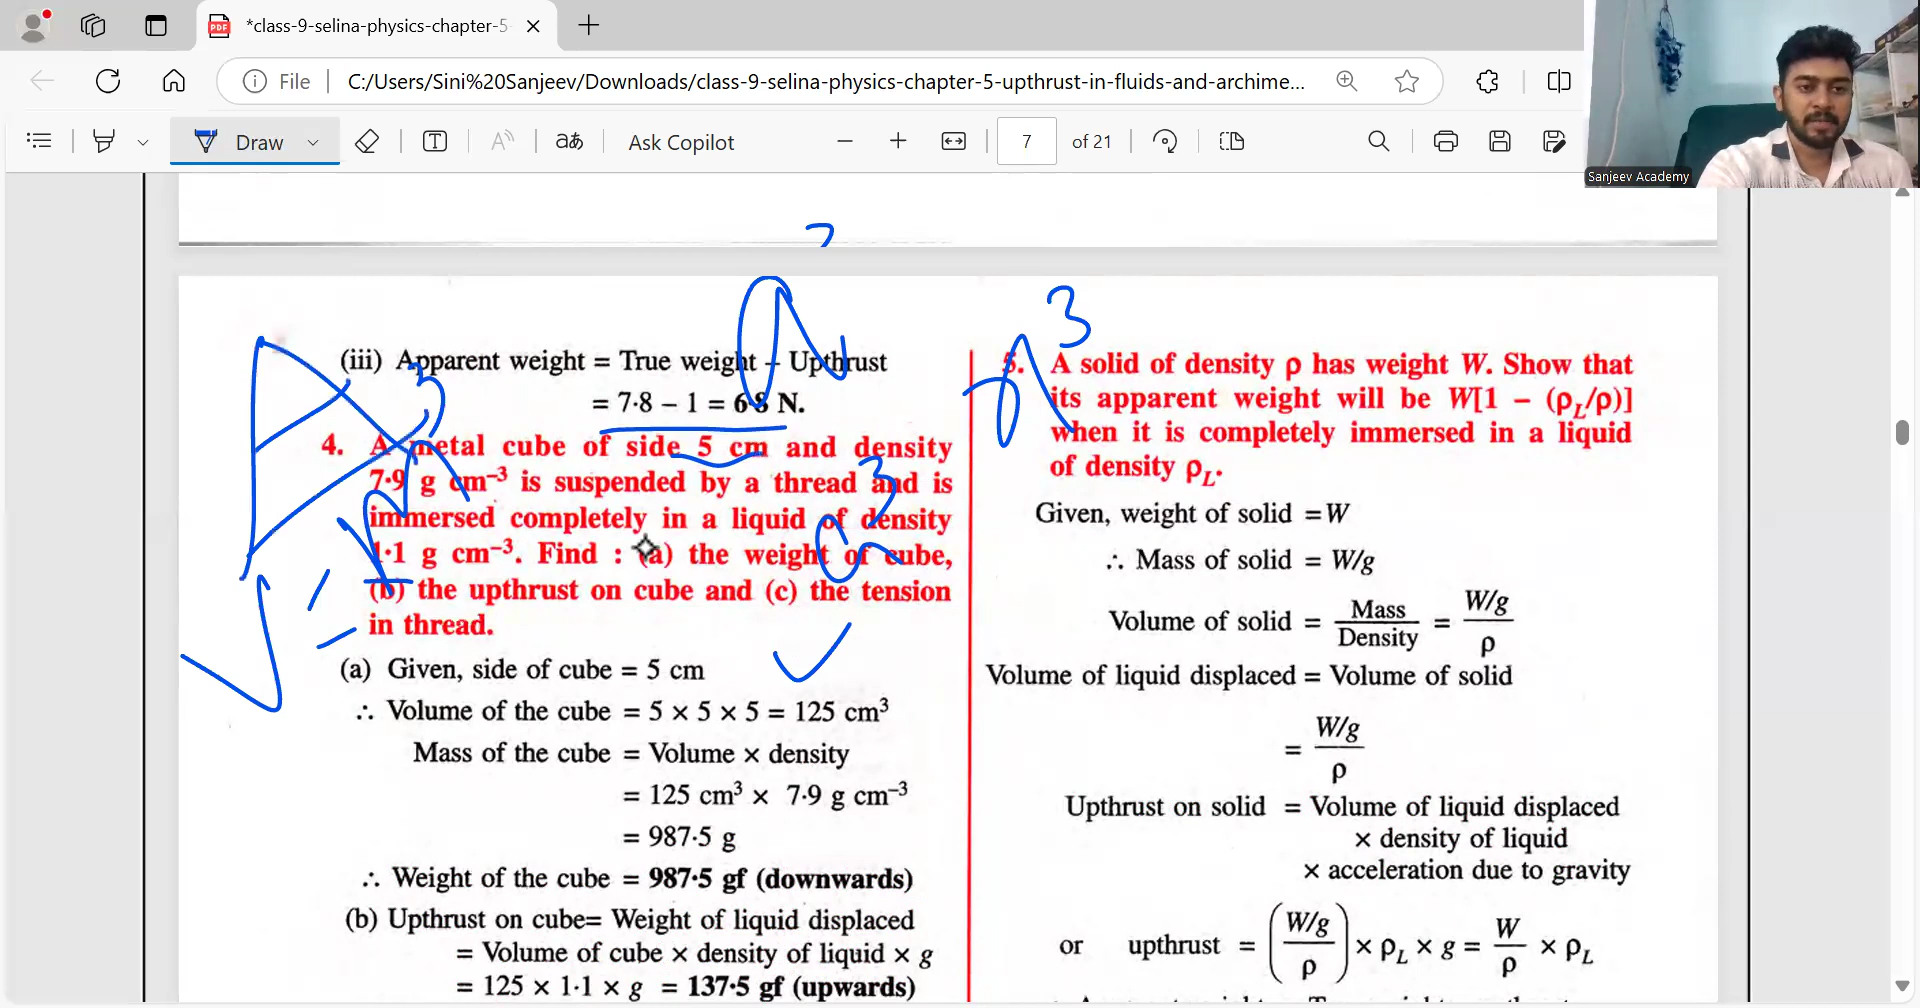 *class-9-selina-physics-chapter-5
File
C:/Users/Sini%20Sanjeev/Downloads/class-9-selina-physics-chapter-5-upthrust-in-fluids-and-archime...
Draw
Ask Copilot
7 of 21
Sanjeev Academy
(iii) Apparent weight = True weight – Upthrust
= 7·8 – 1 = 6·8 N.
4. A metal cube of side 5 cm and density
7·9 g cm⁻³ is suspended by a thread and is
immersed completely in a liquid of density
1·1 g cm⁻³. Find : (a) the weight of cube,
(b) the upthrust on cube and (c) the tension
in thread.
(a) Given, side of cube = 5 cm
∴ Volume of the cube = 5 × 5 × 5 = 125 cm³
Mass of the cube = Volume × density
= 125 cm³ × 7·9 g cm⁻³
= 987·5 g
∴ Weight of the cube = 987·5 gf (downwards)
(b) Upthrust on cube= Weight of liquid displaced
= Volume of cube × density of liquid × g
= 125 × 1·1 × g = 137·5 gf (upwards)
a³
5. A solid of density ρ has weight W. Show that
its apparent weight will be W[1 – (ρL/ρ)]
when it is completely immersed in a liquid
of density ρL.
Given, weight of solid = W
∴ Mass of solid = W/g
Volume of solid = Mass/Density = W/g / ρ
Volume of liquid displaced = Volume of solid
= W/g / ρ
Upthrust on solid = Volume of liquid displaced
× density of liquid
× acceleration due to gravity
or upthrust = (W/g / ρ) × ρL × g = W/ρ × ρL